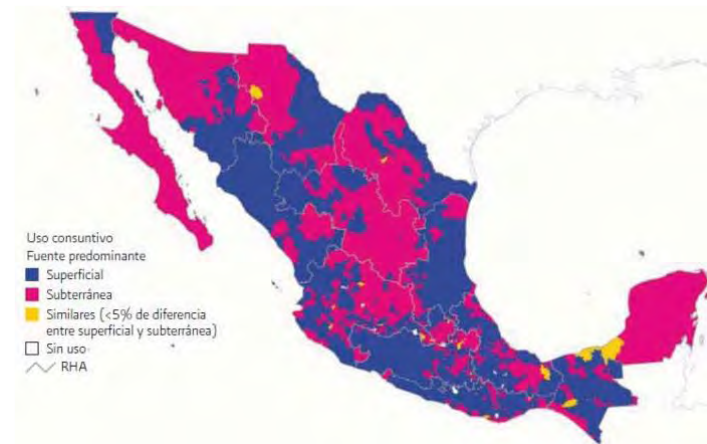 Uso consuntivo
Fuente predominante
Superficial
Subterránea
Similares (<5% de diferencia
entre superficial y subterránea)
Sin uso
RHA